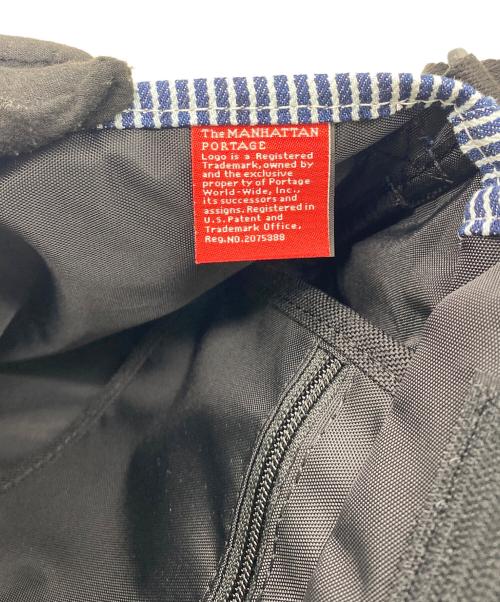 The MANHATTAN
PORTAGE
Logo is a Registered
Trademark, owned by
and the exclusive
property of Portage
World-Wide, Inc.,
its successors and
assigns. Registered in
U.S. Patent and
Trademark Office.
Reg.NO.2075388